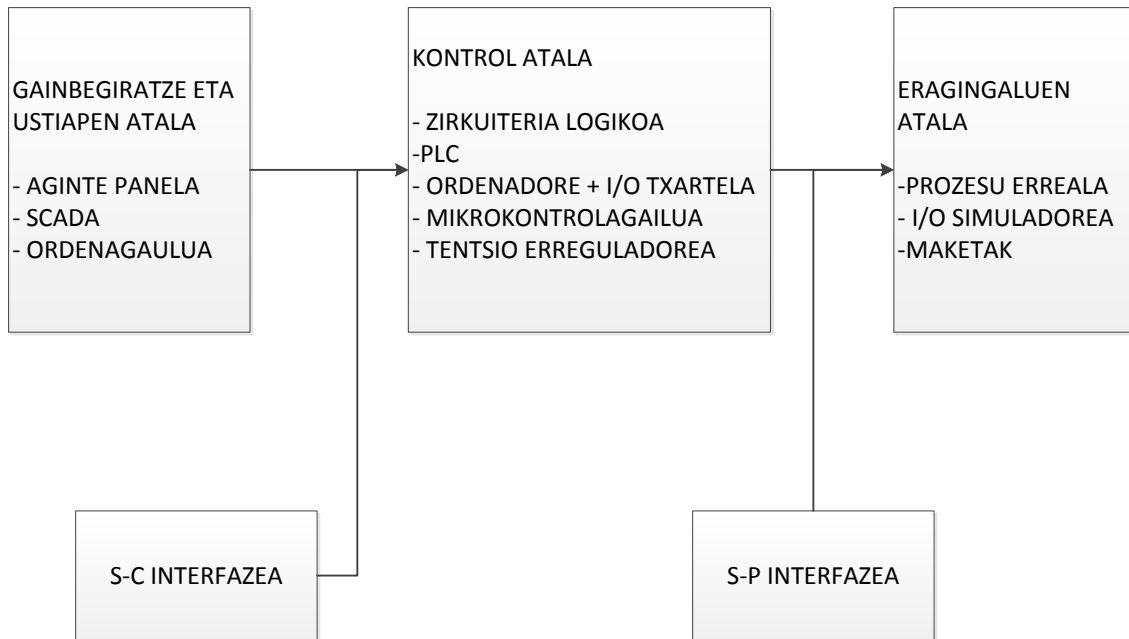 GAINBEGIRATZE ETA
USTIAPEN ATALA
- AGINTE PANELA
- SCADA
- ORDENAGAULUA
KONTROL ATALA
- ZIRKUITERIA LOGIKOA
-PLC
- ORDENADORE + I/O TXARTELA
- MIKROKONTROLAGAILUA
- TENTSIO ERREGULADOREA
ERAGINGALUEN
ATALA
-PROZESU ERREALA
- I/O SIMULADOREA
-MAKETAK
S-C INTERFAZEA
S-P INTERFAZEA